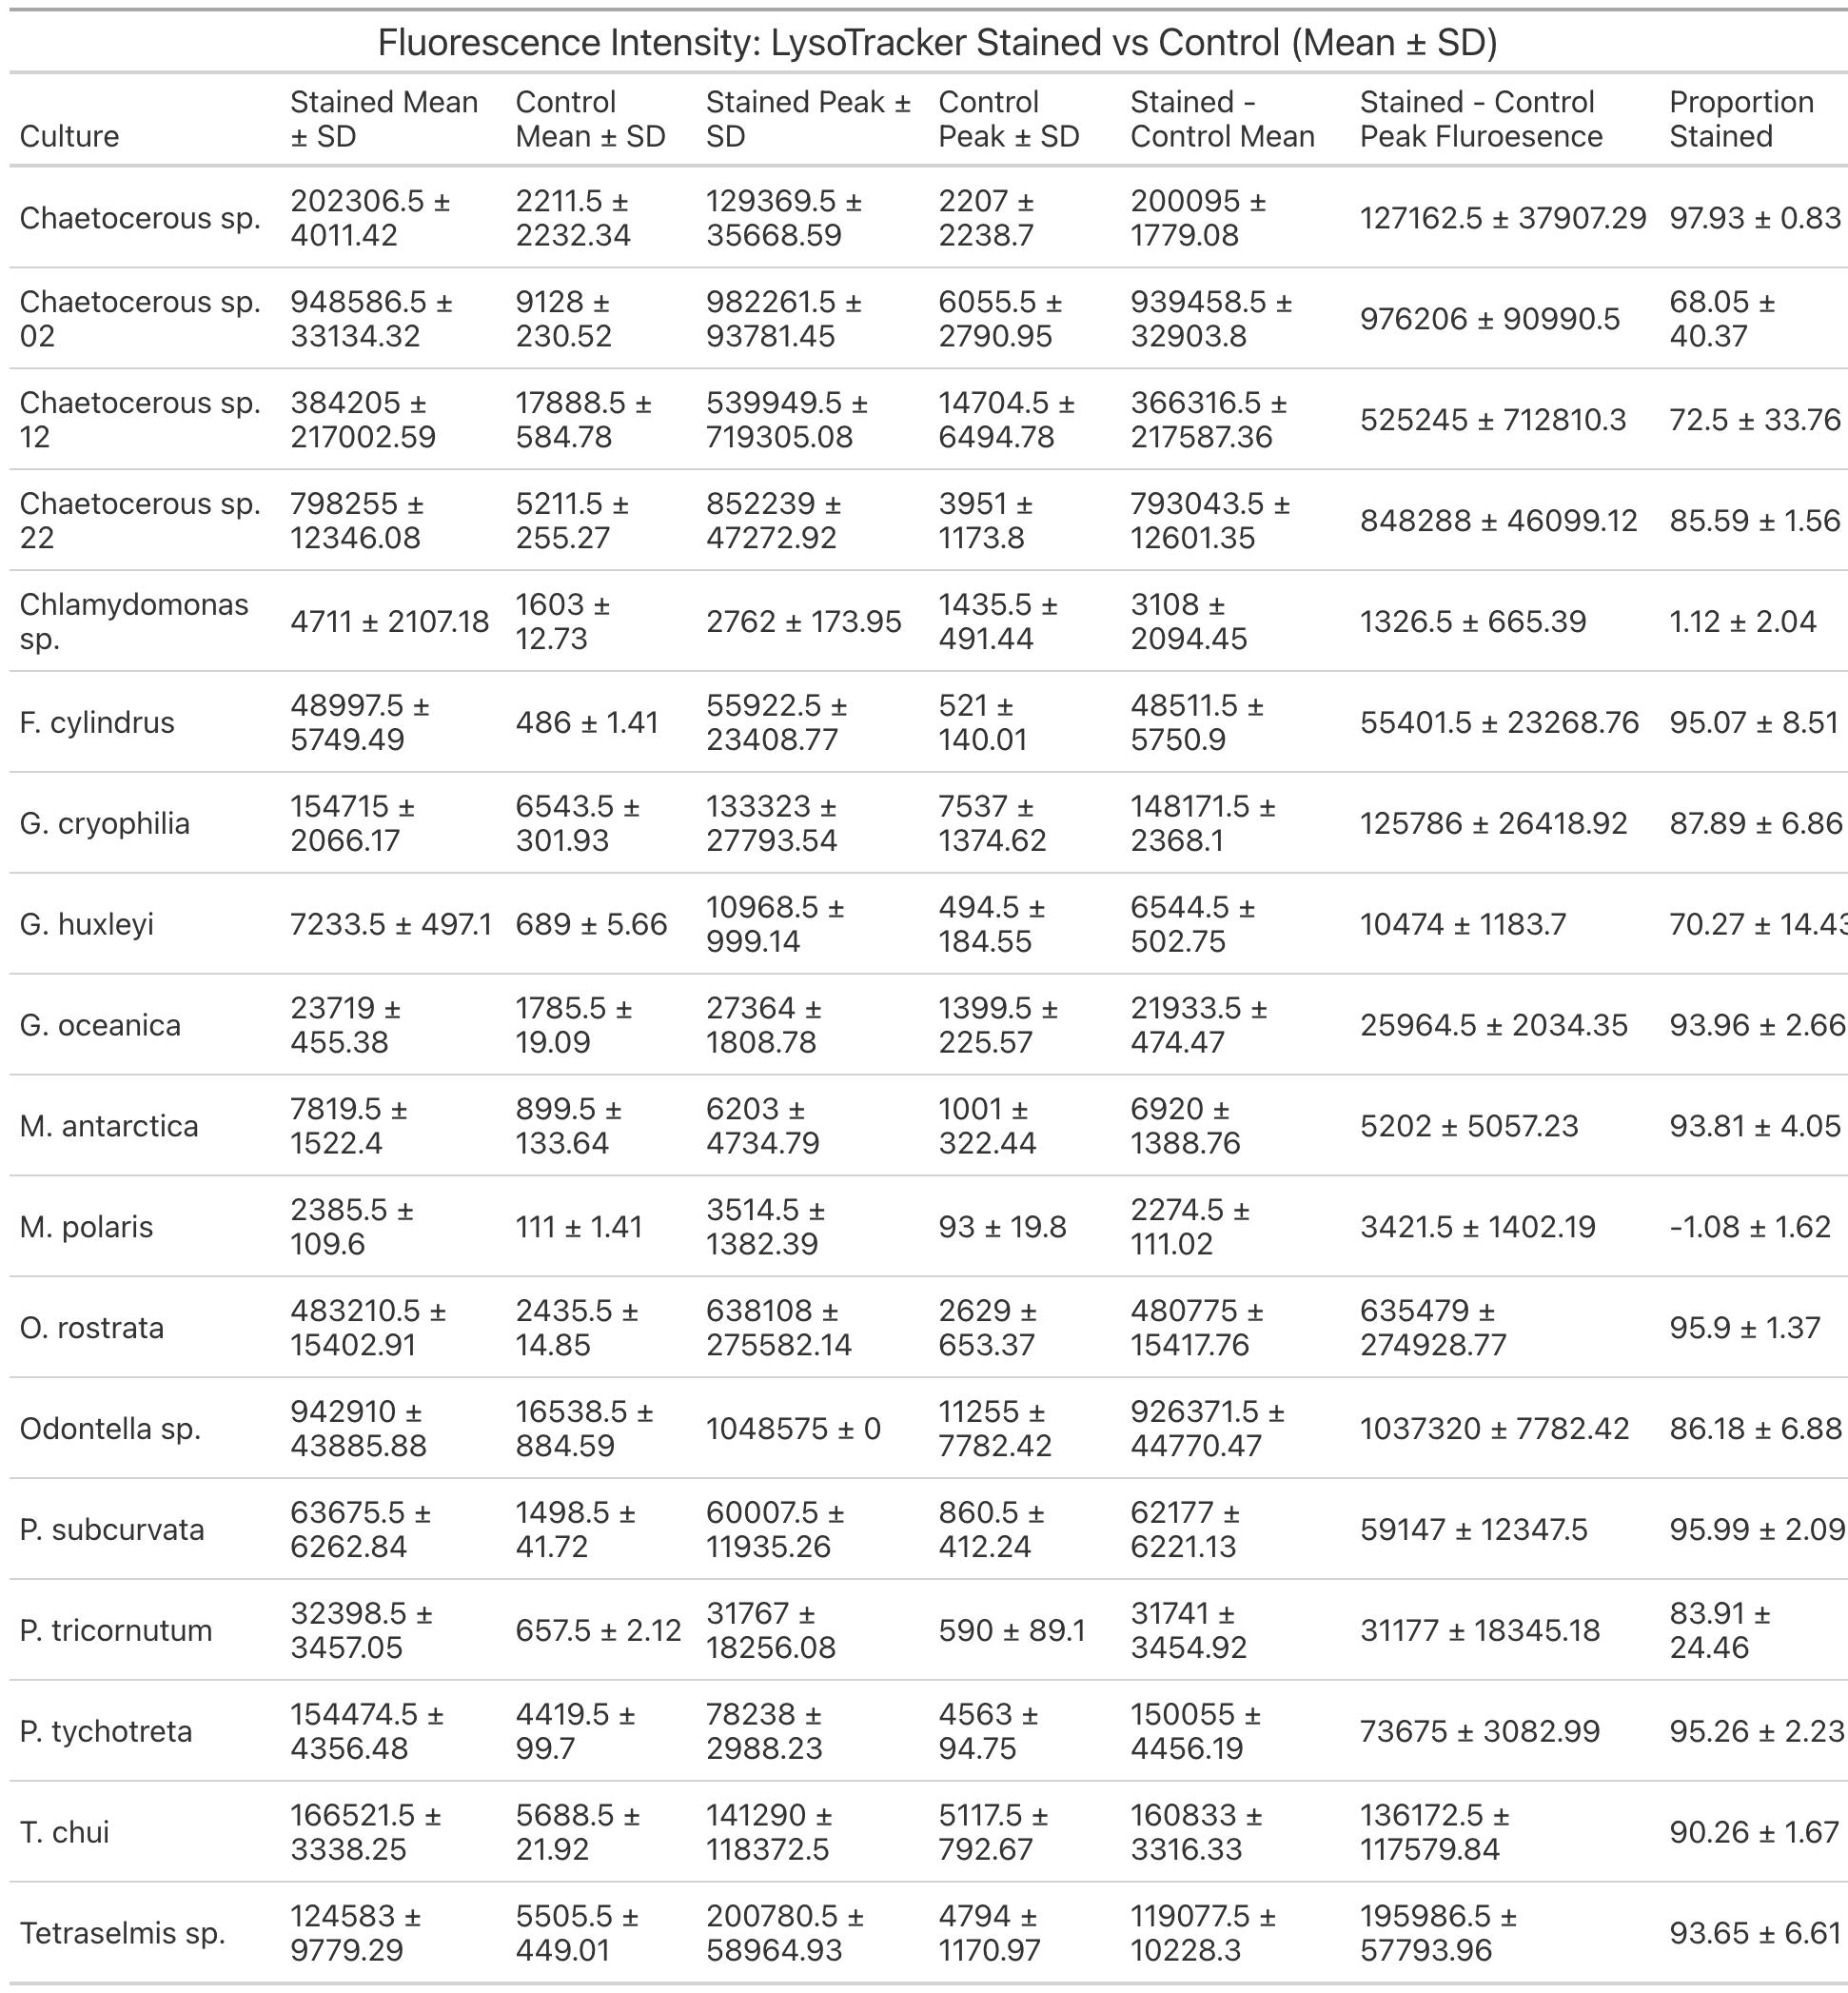 Fluorescence Intensity: LysoTracker Stained vs Control (Mean ± SD)
Culture | Stained Mean ± SD | Control Mean ± SD | Stained Peak ± SD | Control Peak ± SD | Stained - Control Mean | Stained - Control Peak Fluroesence | Proportion Stained
Chaetocerous sp. | 202306.5 ± 4011.42 | 2211.5 ± 2232.34 | 129369.5 ± 35668.59 | 2207 ± 2238.7 | 200095 ± 1779.08 | 127162.5 ± 37907.29 | 97.93 ± 0.83
Chaetocerous sp. 02 | 948586.5 ± 33134.32 | 9128 ± 230.52 | 982261.5 ± 93781.45 | 6055.5 ± 2790.95 | 939458.5 ± 32903.8 | 976206 ± 90990.5 | 68.05 ± 40.37
Chaetocerous sp. 12 | 384205 ± 217002.59 | 17888.5 ± 584.78 | 539949.5 ± 719305.08 | 14704.5 ± 6494.78 | 366316.5 ± 217587.36 | 525245 ± 712810.3 | 72.5 ± 33.76
Chaetocerous sp. 22 | 798255 ± 12346.08 | 5211.5 ± 255.27 | 852239 ± 47272.92 | 3951 ± 1173.8 | 793043.5 ± 12601.35 | 848288 ± 46099.12 | 85.59 ± 1.56
Chlamydomonas sp. | 4711 ± 2107.18 | 1603 ± 12.73 | 2762 ± 173.95 | 1435.5 ± 491.44 | 3108 ± 2094.45 | 1326.5 ± 665.39 | 1.12 ± 2.04
F. cylindrus | 48997.5 ± 5749.49 | 486 ± 1.41 | 55922.5 ± 23408.77 | 521 ± 140.01 | 48511.5 ± 5750.9 | 55401.5 ± 23268.76 | 95.07 ± 8.51
G. cryophilia | 154715 ± 2066.17 | 6543.5 ± 301.93 | 133323 ± 27793.54 | 7537 ± 1374.62 | 148171.5 ± 2368.1 | 125786 ± 26418.92 | 87.89 ± 6.86
G. huxleyi | 7233.5 ± 497.1 | 689 ± 5.66 | 10968.5 ± 999.14 | 494.5 ± 184.55 | 6544.5 ± 502.75 | 10474 ± 1183.7 | 70.27 ± 14.43
G. oceanica | 23719 ± 455.38 | 1785.5 ± 19.09 | 27364 ± 1808.78 | 1399.5 ± 225.57 | 21933.5 ± 474.47 | 25964.5 ± 2034.35 | 93.96 ± 2.66
M. antarctica | 7819.5 ± 1522.4 | 899.5 ± 133.64 | 6203 ± 4734.79 | 1001 ± 322.44 | 6920 ± 1388.76 | 5202 ± 5057.23 | 93.81 ± 4.05
M. polaris | 2385.5 ± 109.6 | 111 ± 1.41 | 3514.5 ± 1382.39 | 93 ± 19.8 | 2274.5 ± 111.02 | 3421.5 ± 1402.19 | -1.08 ± 1.62
O. rostrata | 483210.5 ± 15402.91 | 2435.5 ± 14.85 | 638108 ± 275582.14 | 2629 ± 653.37 | 480775 ± 15417.76 | 635479 ± 274928.77 | 95.9 ± 1.37
Odontella sp. | 942910 ± 43885.88 | 16538.5 ± 884.59 | 1048575 ± 0 | 11255 ± 7782.42 | 926371.5 ± 44770.47 | 1037320 ± 7782.42 | 86.18 ± 6.88
P. subcurvata | 63675.5 ± 6262.84 | 1498.5 ± 41.72 | 60007.5 ± 11935.26 | 860.5 ± 412.24 | 62177 ± 6221.13 | 59147 ± 12347.5 | 95.99 ± 2.09
P. tricornutum | 32398.5 ± 3457.05 | 657.5 ± 2.12 | 31767 ± 18256.08 | 590 ± 89.1 | 31741 ± 3454.92 | 31177 ± 18345.18 | 83.91 ± 24.46
P. tychotreta | 154474.5 ± 4356.48 | 4419.5 ± 99.7 | 78238 ± 2988.23 | 4563 ± 94.75 | 150055 ± 4456.19 | 73675 ± 3082.99 | 95.26 ± 2.23
T. chui | 166521.5 ± 3338.25 | 5688.5 ± 21.92 | 141290 ± 118372.5 | 5117.5 ± 792.67 | 160833 ± 3316.33 | 136172.5 ± 117579.84 | 90.26 ± 1.67
Tetraselmis sp. | 124583 ± 9779.29 | 5505.5 ± 449.01 | 200780.5 ± 58964.93 | 4794 ± 1170.97 | 119077.5 ± 10228.3 | 195986.5 ± 57793.96 | 93.65 ± 6.61